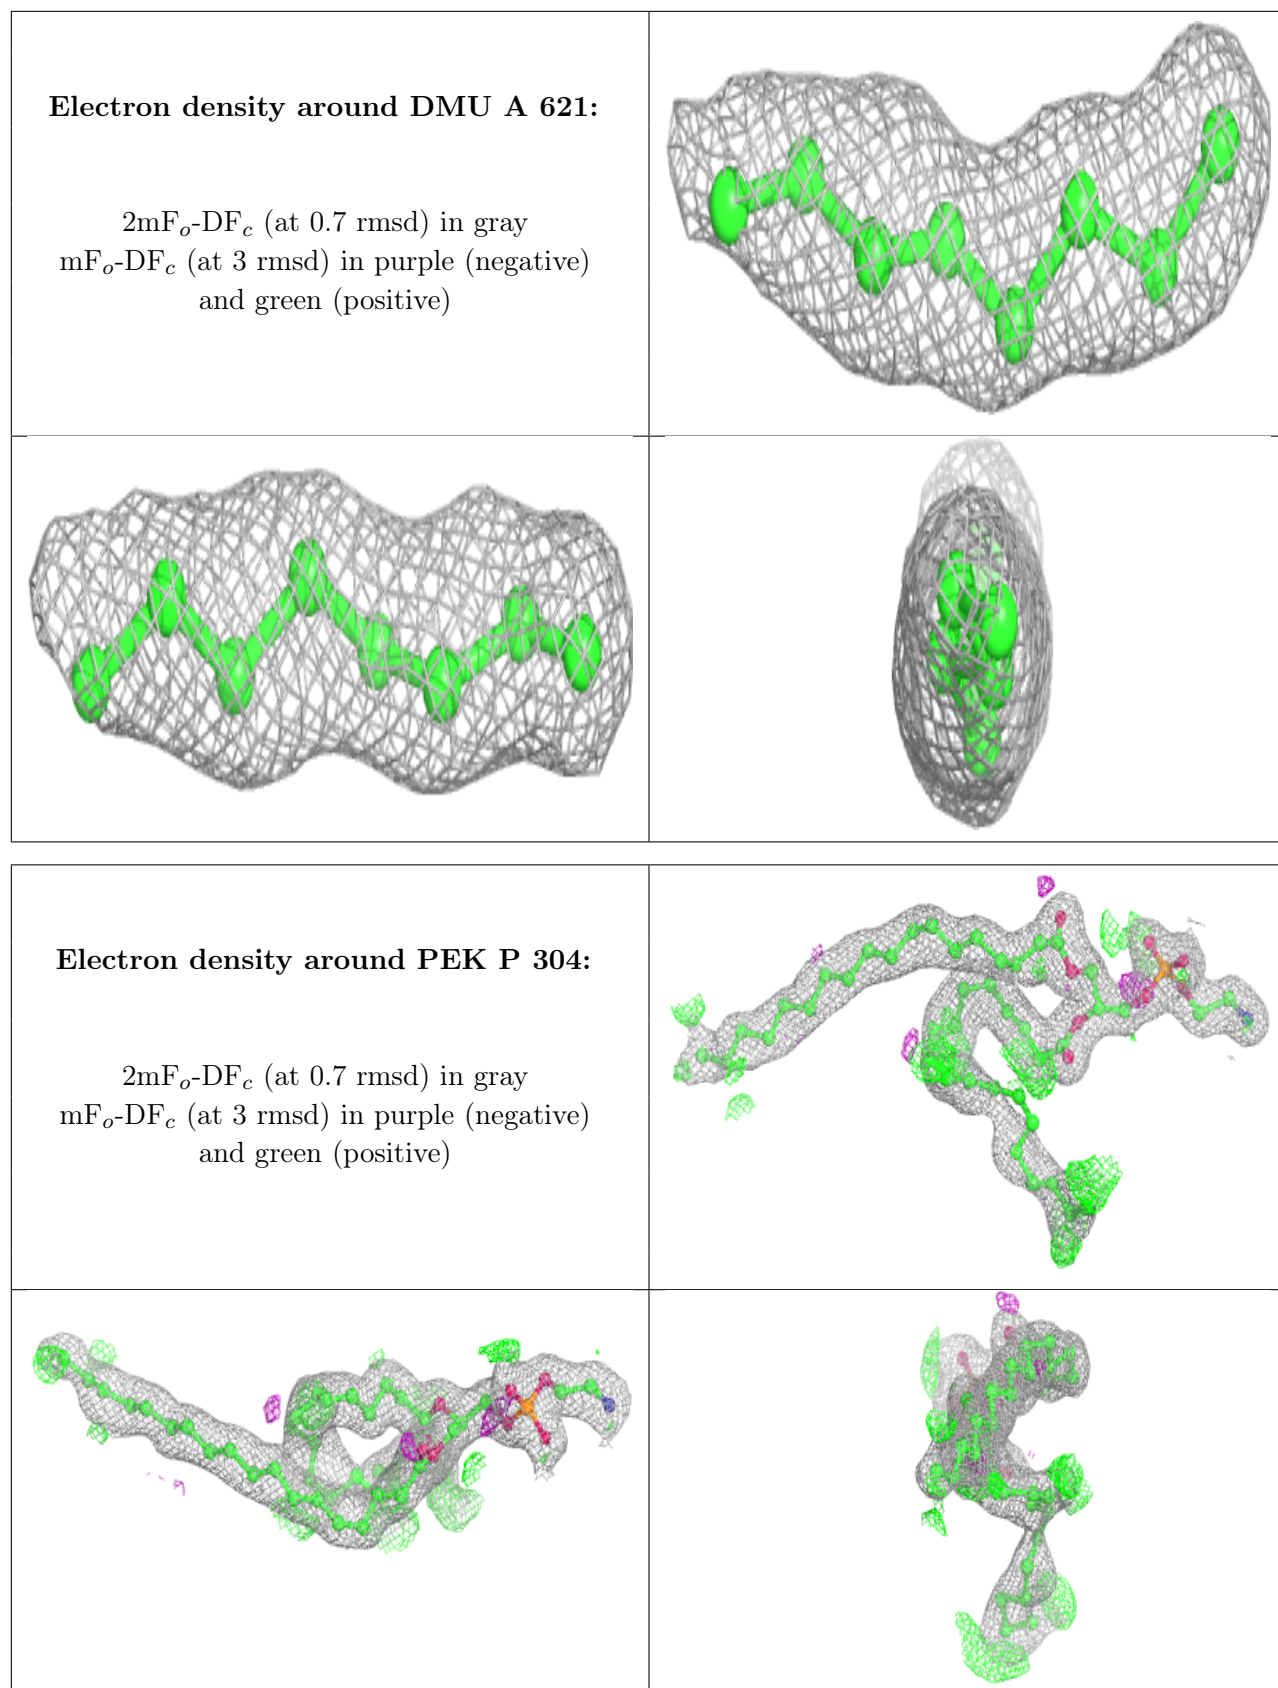 Electron density around DMU A 621:
2mFo-DFc (at 0.7 rmsd) in gray
mFo-DFc (at 3 rmsd) in purple (negative)
and green (positive)
Electron density around PEK P 304:
2mFo-DFc (at 0.7 rmsd) in gray
mFo-DFc (at 3 rmsd) in purple (negative)
and green (positive)